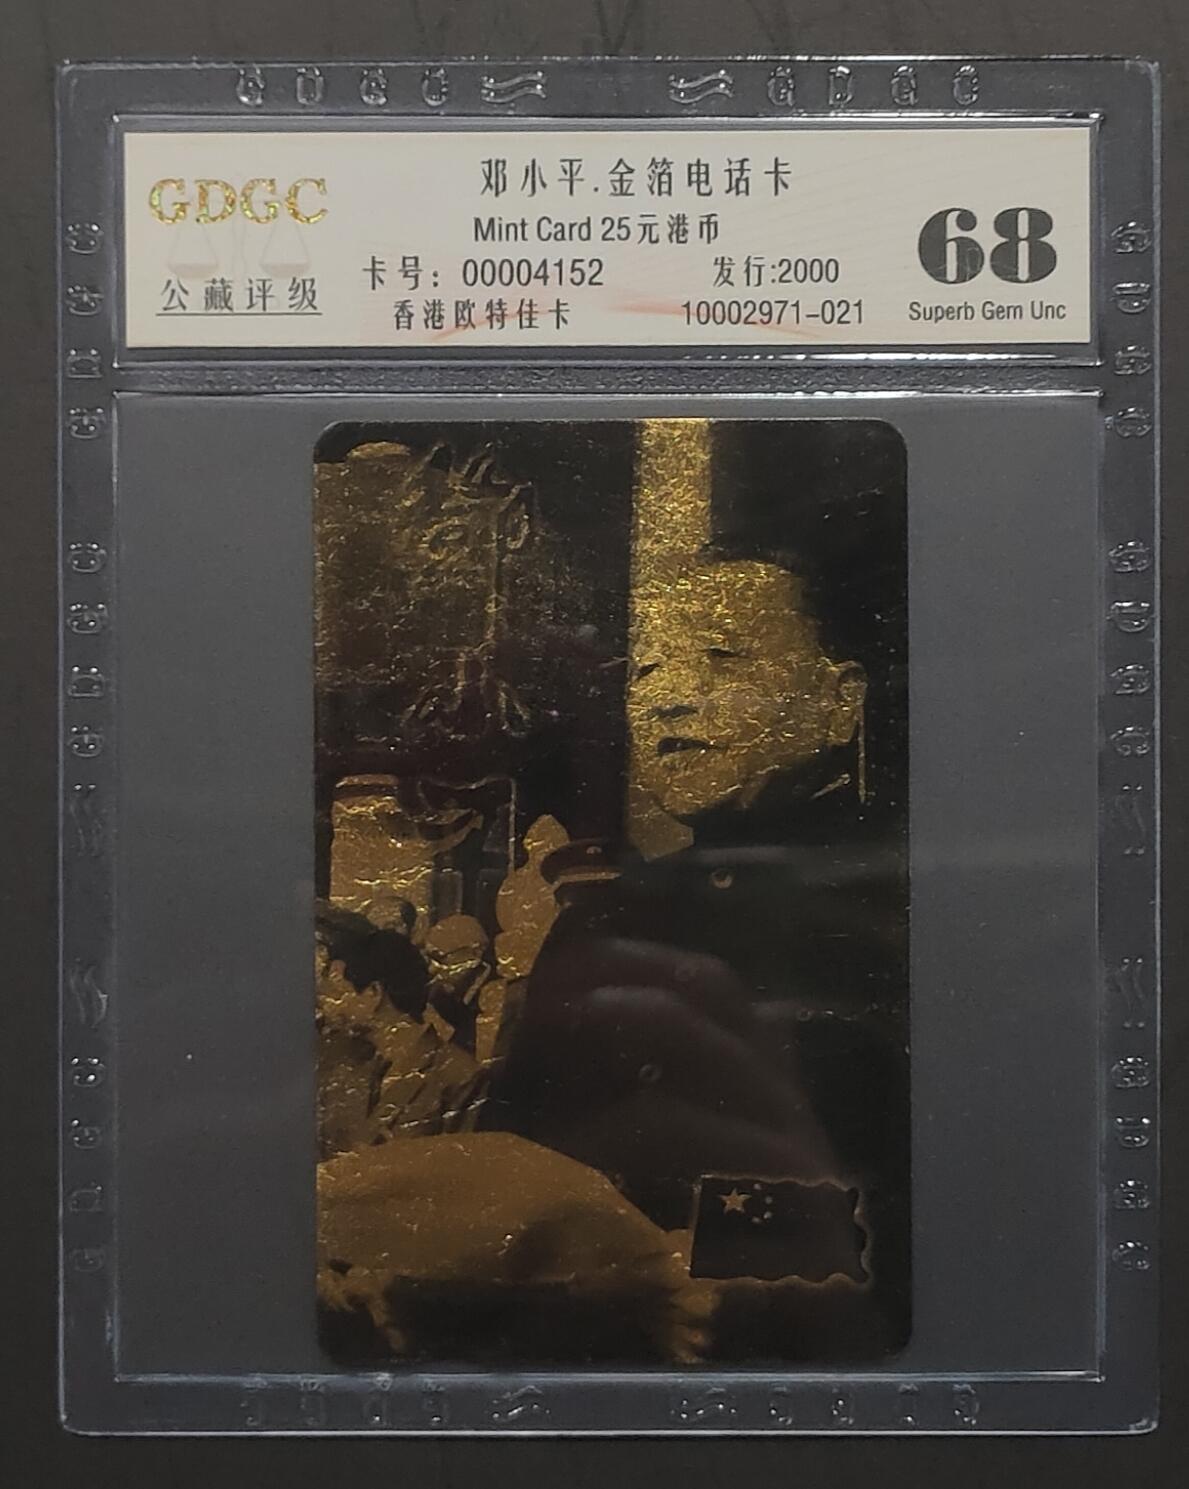 GDGC GDGC
GDGC
公藏评级
邓小平.金箔电话卡
Mint Card 25元港币
卡号：00004152 发行:2000
香港欧特佳卡 10002971-021
68
Superb Gem Unc